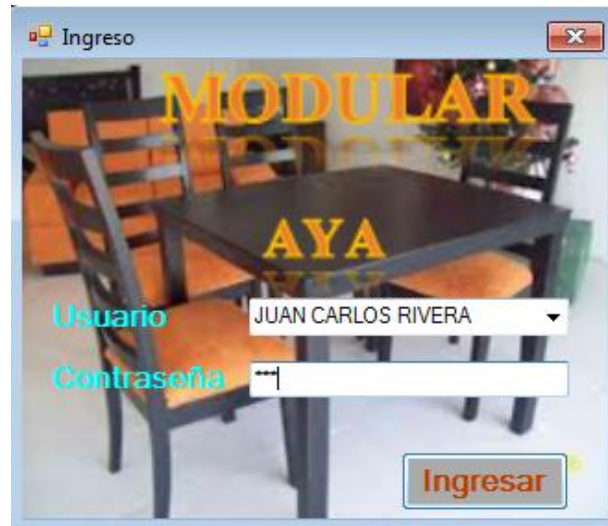 Ingreso
MODULAR
AYA
Usuario JUAN CARLOS RIVERA
Contraseña ***
Ingresar